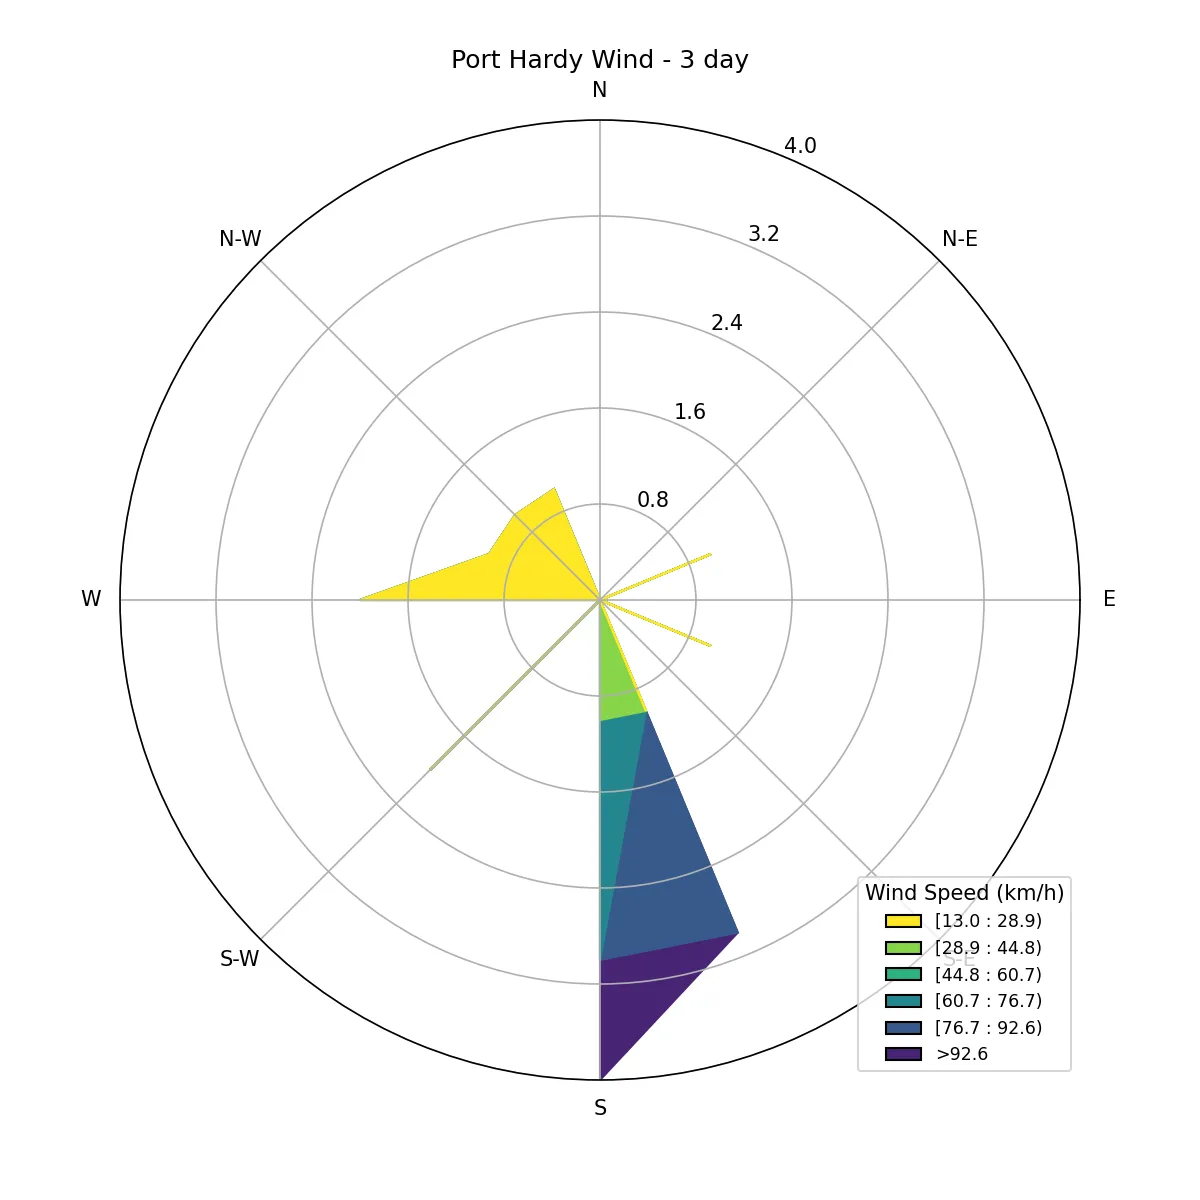 Port Hardy Wind - 3 day
N
4.0
N-W
3.2
N-E
2.4
1.6
0.8
W
E
Wind Speed (km/h)
[13.0 : 28.9)
[28.9 : 44.8)
S-W
S-E
[44.8 : 60.7)
[60.7 : 76.7)
[76.7 : 92.6)
>92.6
S